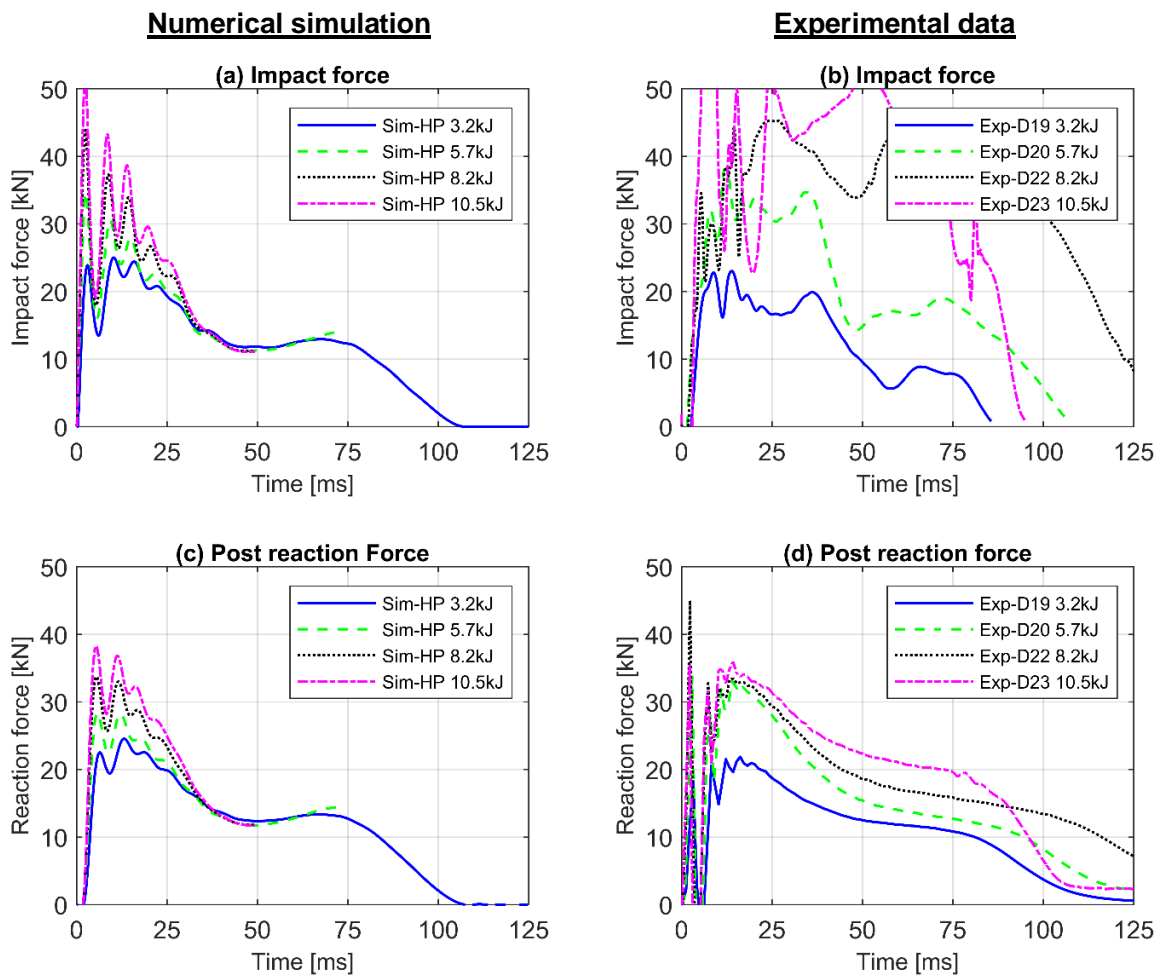 Numerical simulation
Experimental data
(a) Impact force
50
40
30
20
10
0
Impact force [kN]
Sim-HP 3.2kJ
Sim-HP 5.7kJ
Sim-HP 8.2kJ
Sim-HP 10.5kJ
0 25 50 75 100 125
Time [ms]
(b) Impact force
50
40
30
20
10
0
Impact force [kN]
Exp-D19 3.2kJ
Exp-D20 5.7kJ
Exp-D22 8.2kJ
Exp-D23 10.5kJ
0 25 50 75 100 125
Time [ms]
(c) Post reaction Force
50
40
30
20
10
0
Reaction force [kN]
Sim-HP 3.2kJ
Sim-HP 5.7kJ
Sim-HP 8.2kJ
Sim-HP 10.5kJ
0 25 50 75 100 125
Time [ms]
(d) Post reaction force
50
40
30
20
10
0
Reaction force [kN]
Exp-D19 3.2kJ
Exp-D20 5.7kJ
Exp-D22 8.2kJ
Exp-D23 10.5kJ
0 25 50 75 100 125
Time [ms]